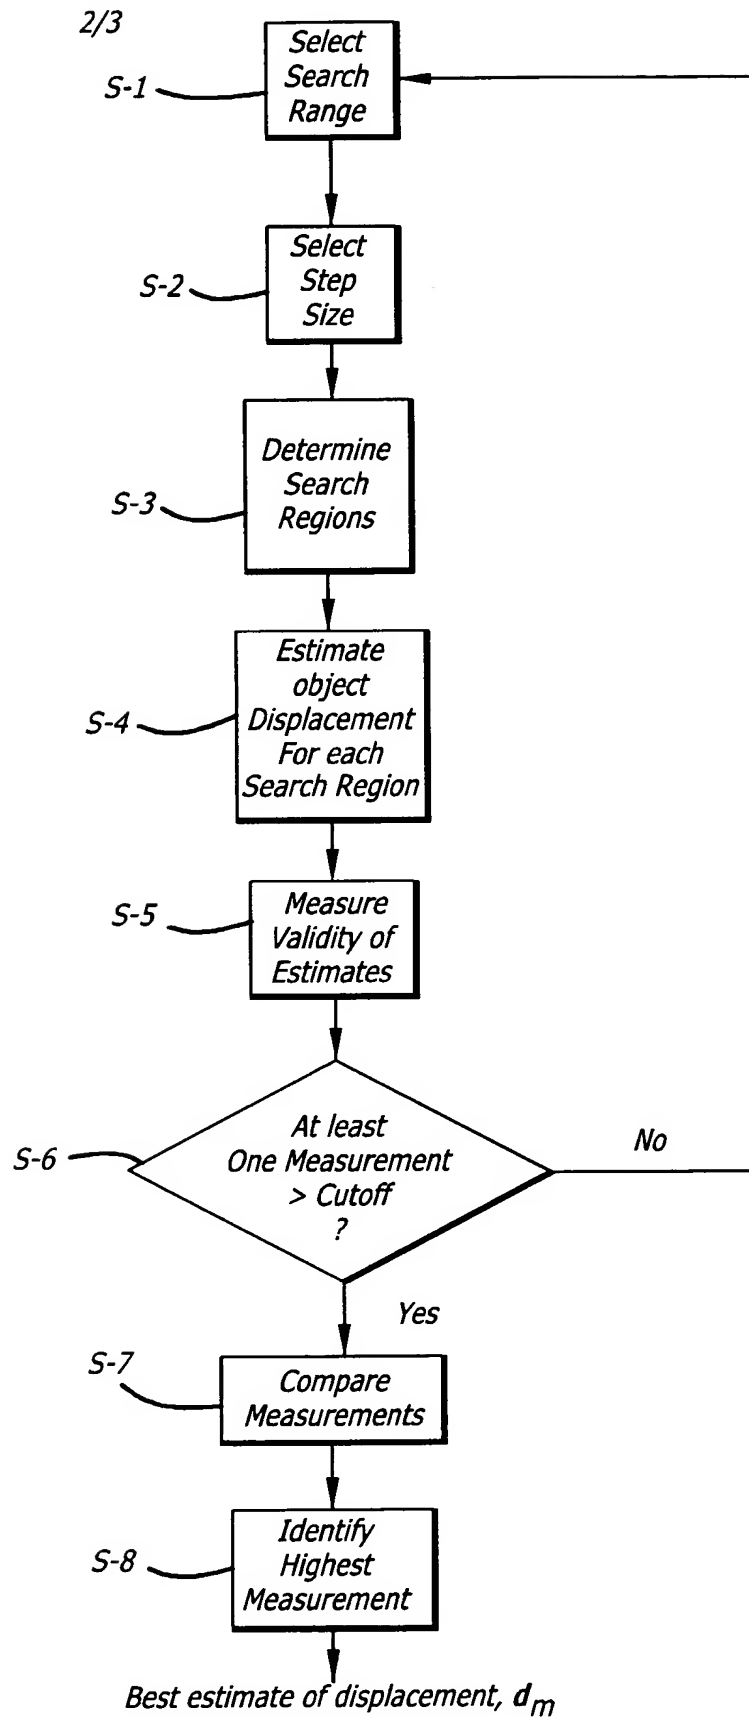 2/3
Select
Search
Range
S-1
Select
Step
Size
S-2
Determine
Search
Regions
S-3
Estimate
object
Displacement
For each
Search Region
S-4
Measure
Validity of
Estimates
S-5
At least
One Measurement
> Cutoff
?
S-6
No
Yes
Compare
Measurements
S-7
Identify
Highest
Measurement
S-8
Best estimate of displacement, dm